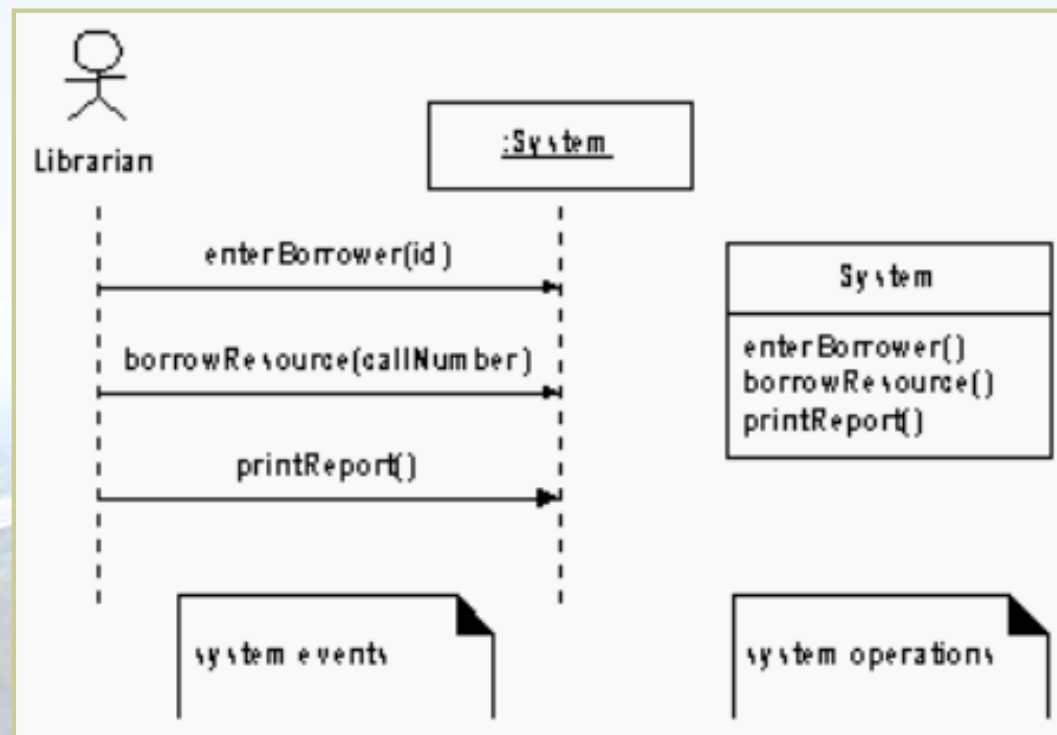 Librarian
:System
enterBorrower(id)
borrowResource(callNumber)
printReport()
System
enterBorrower()
borrowResource()
printReport()
system events
system operations